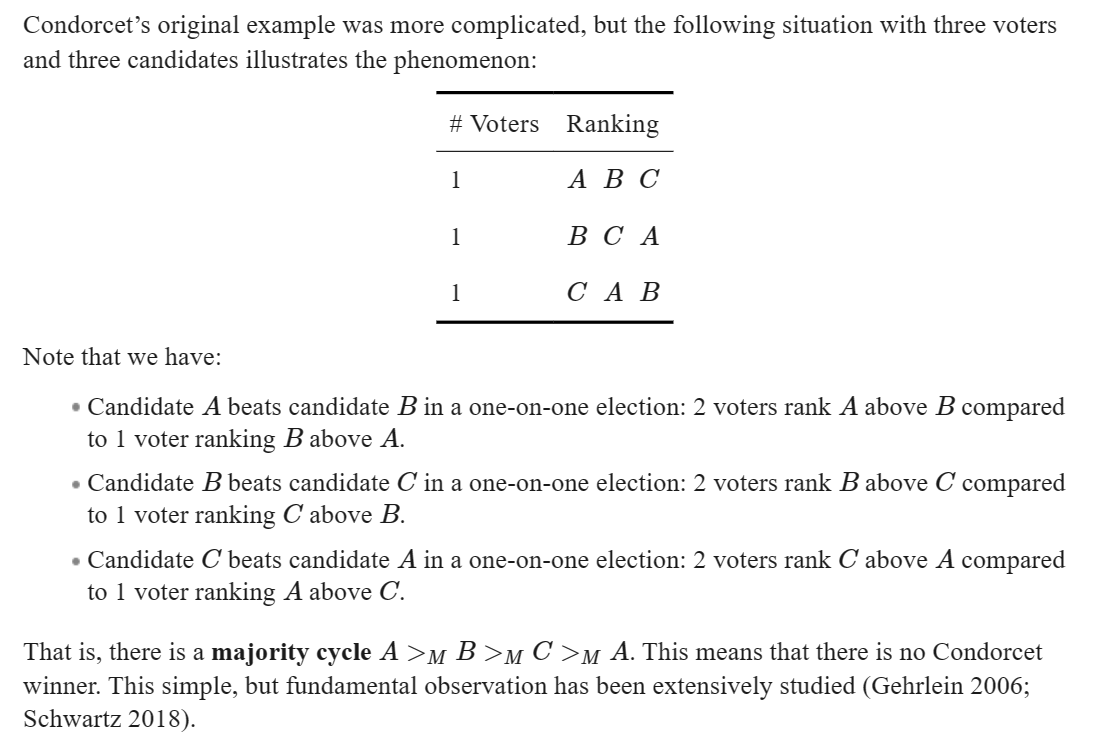 Condorcet’s original example was more complicated, but the following situation with three voters
and three candidates illustrates the phenomenon:
# Voters Ranking
1 A B C
1 B C A
1 C A B
Note that we have:
• Candidate A beats candidate B in a one-on-one election: 2 voters rank A above B compared
to 1 voter ranking B above A.
• Candidate B beats candidate C in a one-on-one election: 2 voters rank B above C compared
to 1 voter ranking C above B.
• Candidate C beats candidate A in a one-on-one election: 2 voters rank C above A compared
to 1 voter ranking A above C.
That is, there is a majority cycle A >M B >M C >M A. This means that there is no Condorcet
winner. This simple, but fundamental observation has been extensively studied (Gehrlein 2006;
Schwartz 2018).